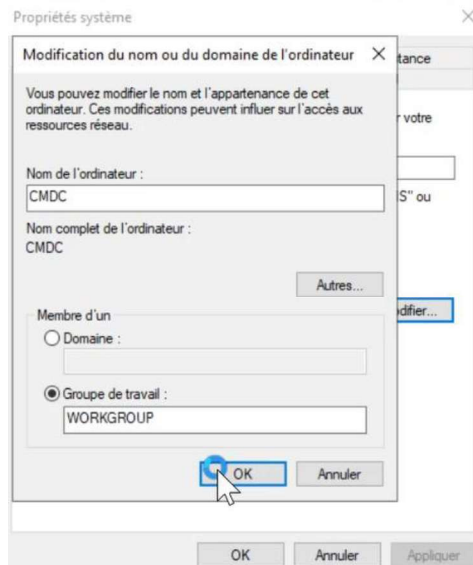 Propriétés système
Modification du nom ou du domaine de l'ordinateur
tance
Vous pouvez modifier le nom et l'appartenance de cet
ordinateur. Ces modifications peuvent influer sur l'accès aux
ressources réseau.
r votre
Nom de l'ordinateur :
CMDC
IS" ou
Nom complet de l'ordinateur :
CMDC
Autres...
difier...
Membre d'un
Domaine :
Groupe de travail :
WORKGROUP
OK Annuler
OK Annuler Appliquer